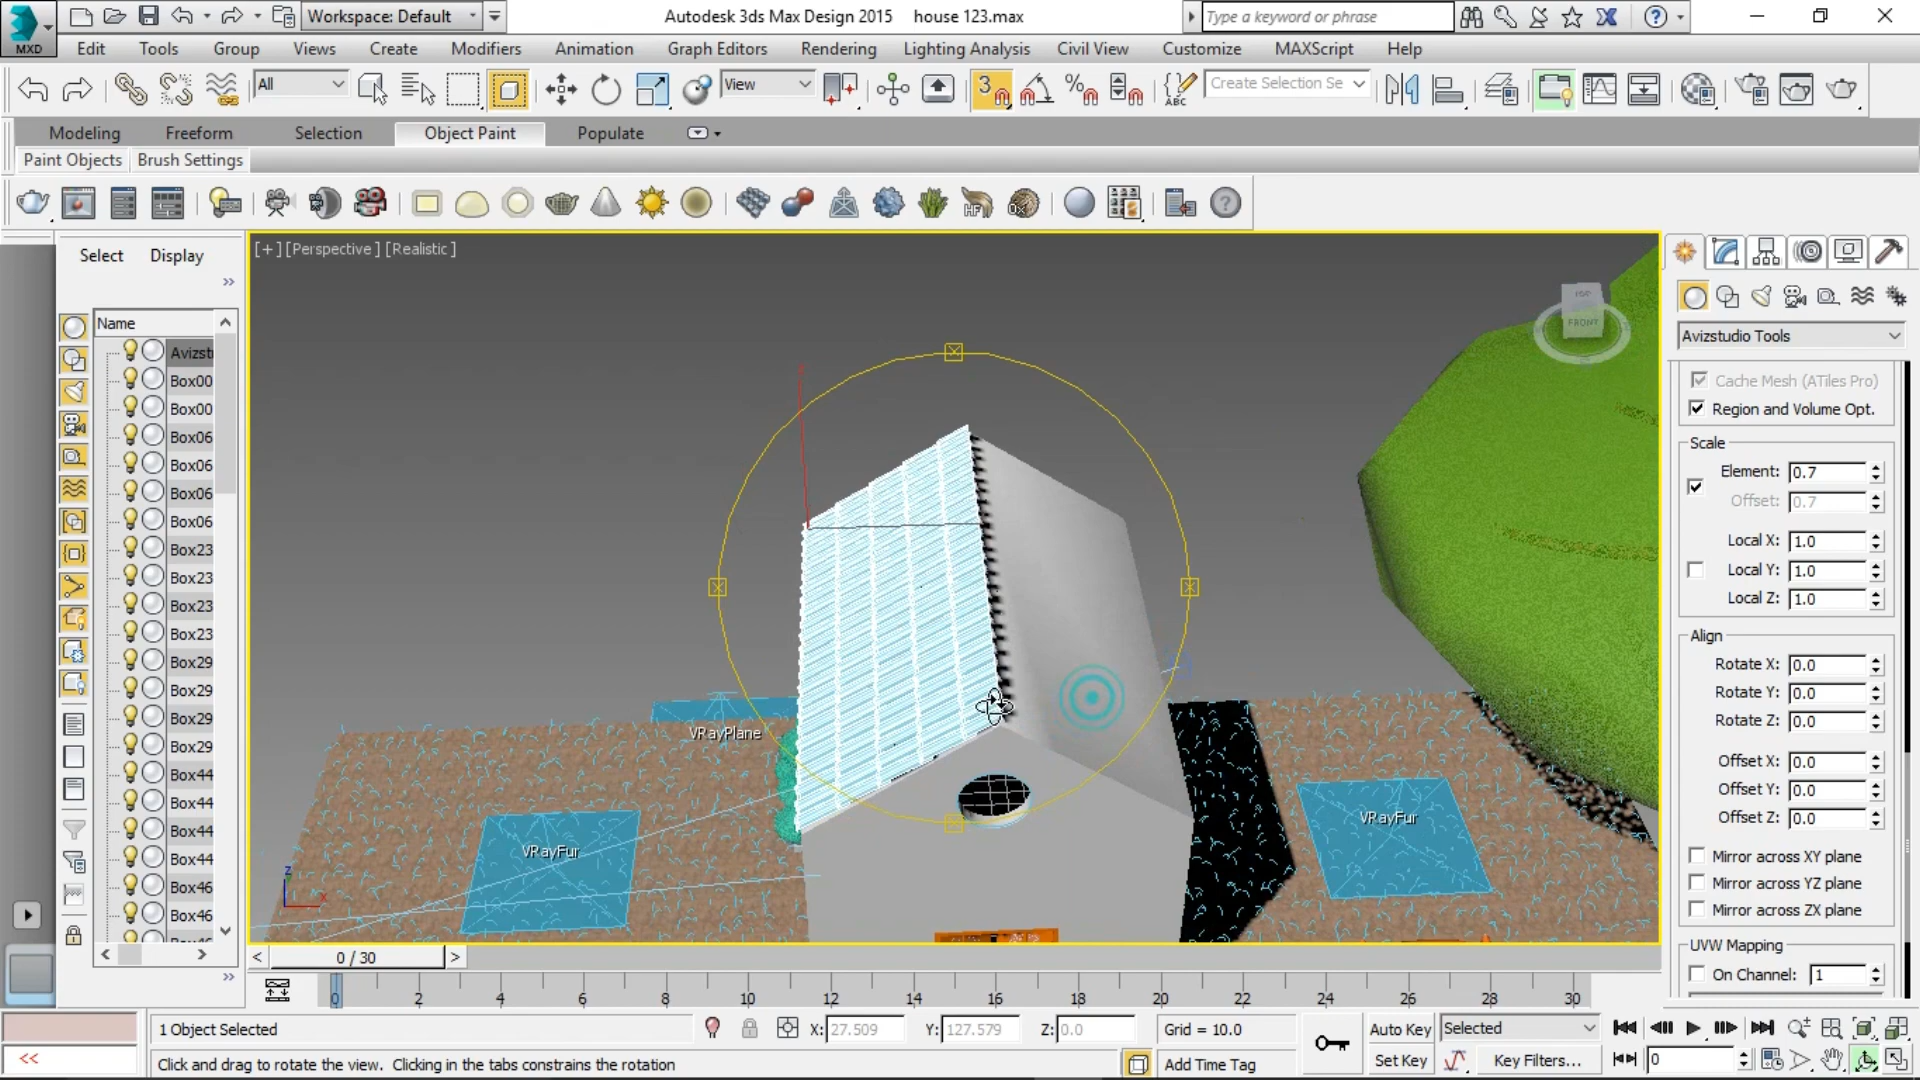 MXD
Workspace: Default
Autodesk 3ds Max Design 2015 house 123.max
Type a keyword or phrase
Edit Tools Group Views Create Modifiers Animation Graph Editors Rendering Lighting Analysis Civil View Customize MAXScript Help
All
View
3
ABC
Create Selection Se
Modeling Freeform Selection Object Paint Populate
Paint Objects Brush Settings
HF
OX
Select Display
Name
Avizst
Box00
Box00
Box06
Box06
Box06
Box06
Box23
Box23
Box23
Box23
Box29
Box29
Box29
Box29
Box44
Box44
Box44
Box44
Box46
Box46
[+][Perspective][Realistic]
TOP
FRONT
VRayPlane
VRayFur
VRayFur
z
x
Avizstudio Tools
Cache Mesh (ATiles Pro)
Region and Volume Opt.
Scale
Element: 0.7
Offset: 0.7
Local X: 1.0
Local Y: 1.0
Local Z: 1.0
Align
Rotate X: 0.0
Rotate Y: 0.0
Rotate Z: 0.0
Offset X: 0.0
Offset Y: 0.0
Offset Z: 0.0
Mirror across XY plane
Mirror across YZ plane
Mirror across ZX plane
UVW Mapping
On Channel: 1
< 0 / 30 >
0 2 4 6 8 10 12 14 16 18 20 22 24 26 28 30
1 Object Selected X: 27.509 Y: 127.579 Z: 0.0 Grid = 10.0 Auto Key Selected
<< Click and drag to rotate the view. Clicking in the tabs constrains the rotation Add Time Tag Set Key Key Filters... 0